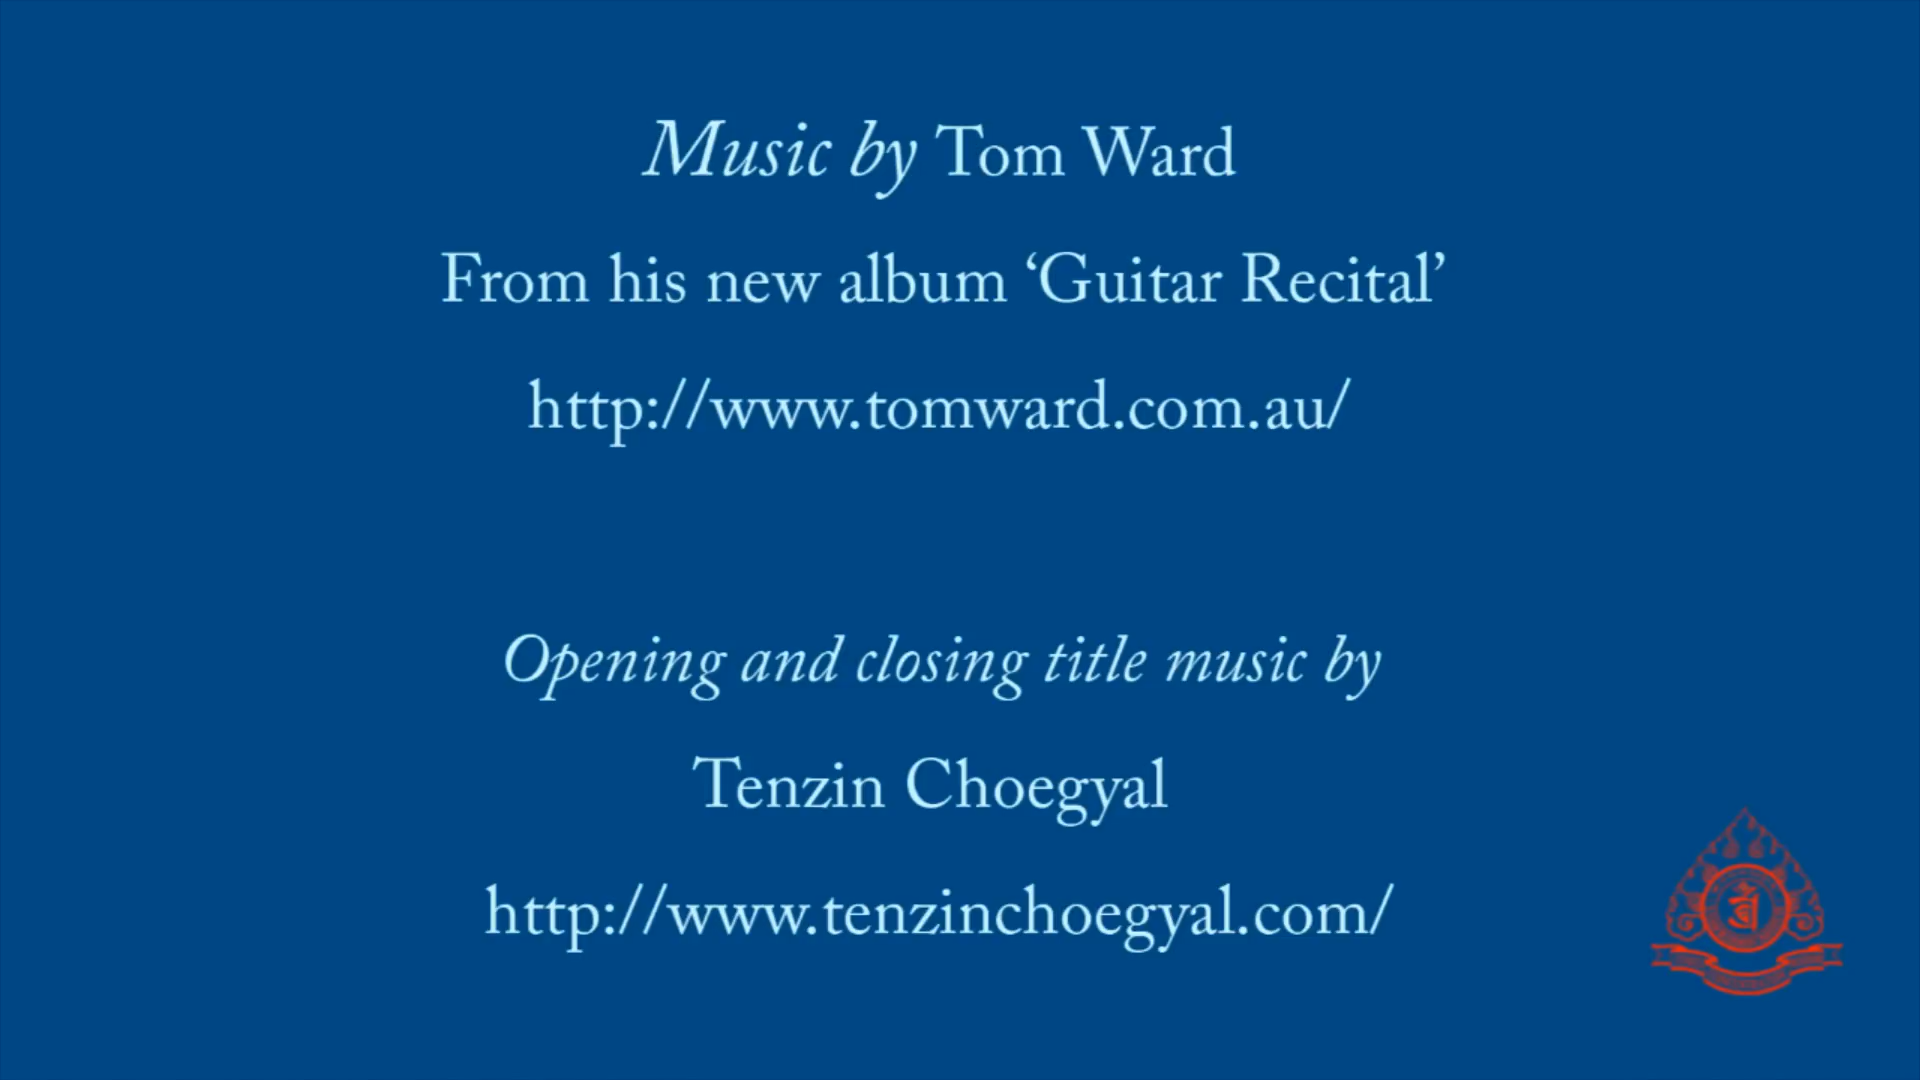 Music by Tom Ward
From his new album ‘Guitar Recital’
http://www.tomward.com.au/
Opening and closing title music by
Tenzin Choegyal
http://www.tenzinchoegyal.com/